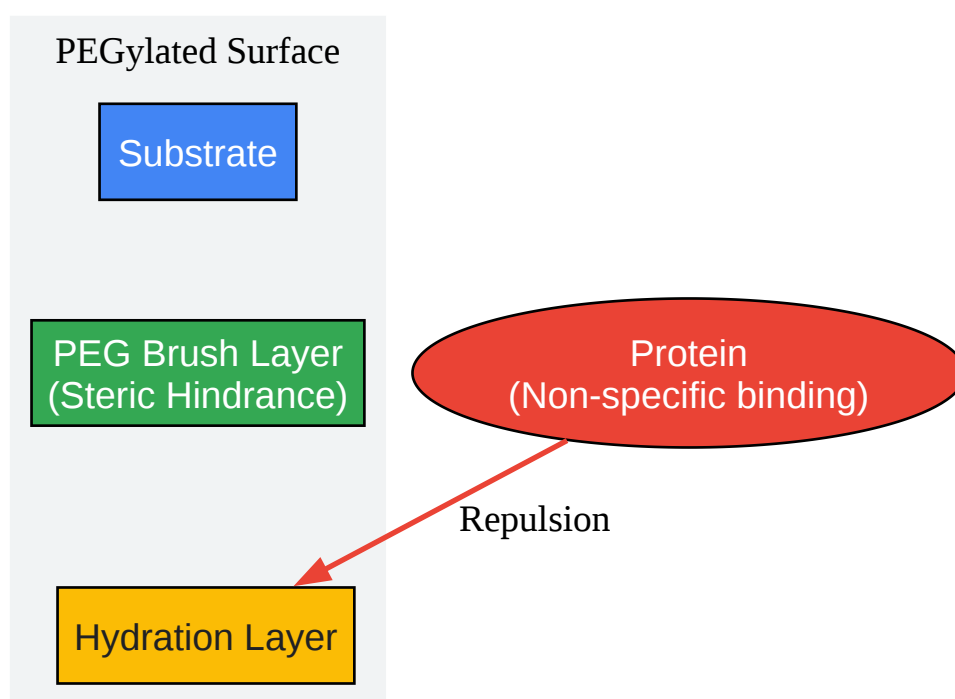 PEGylated Surface
Substrate
PEG Brush Layer
(Steric Hindrance)
Protein
(Non-specific binding)
Repulsion
Hydration Layer